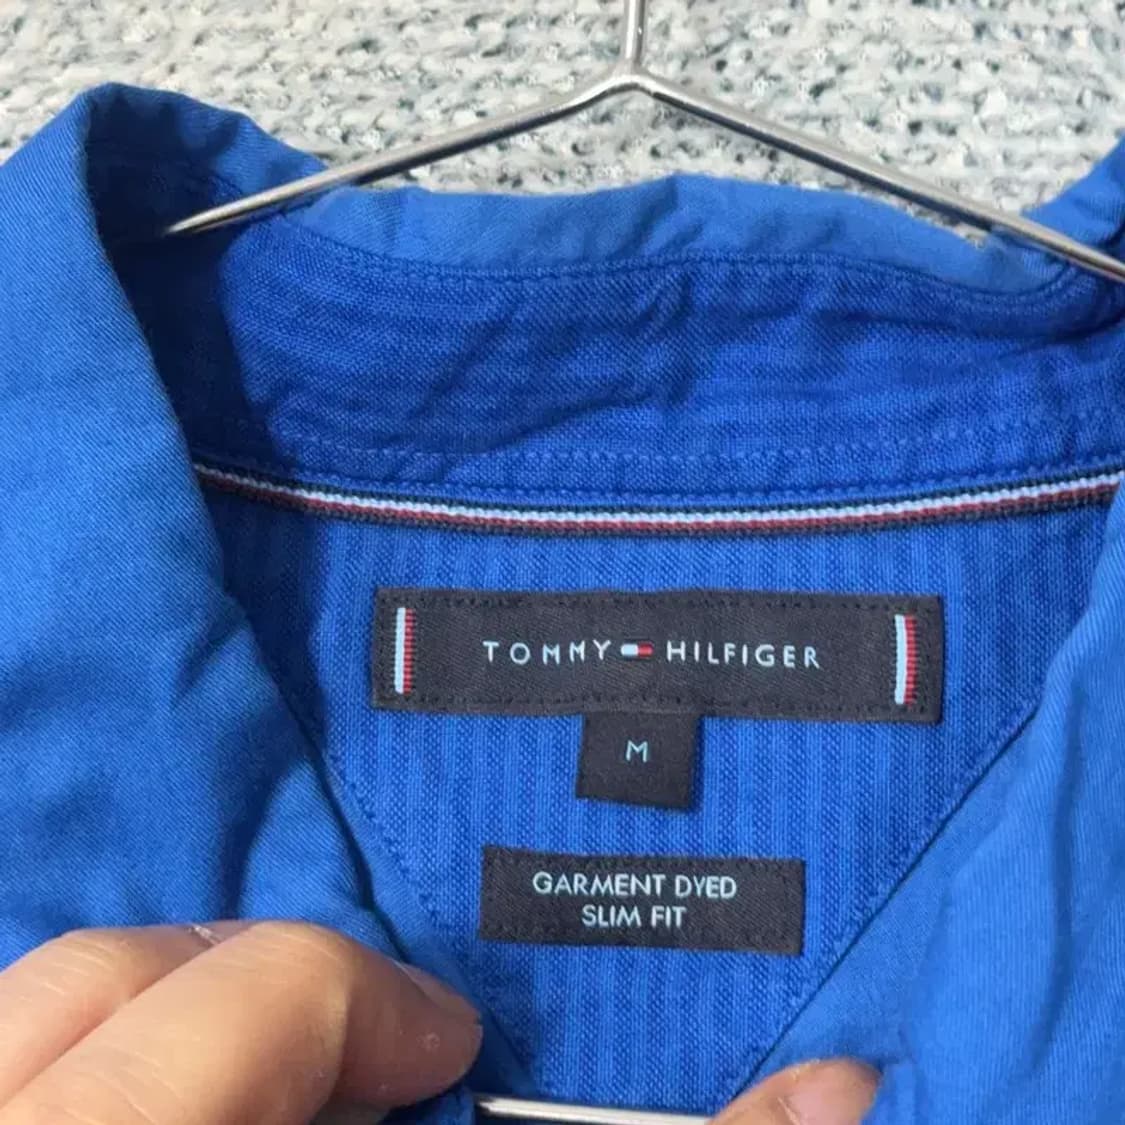 TOMMY HILFIGER
M
GARMENT DYED
SLIM FIT